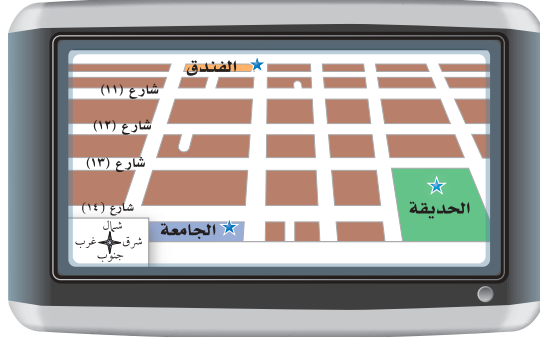 الفندق
شارع (١١)
شارع (١٢)
شارع (١٣)
شارع (١٤)
الحديقة
الجامعة
شمال
شرق غرب
جنوب